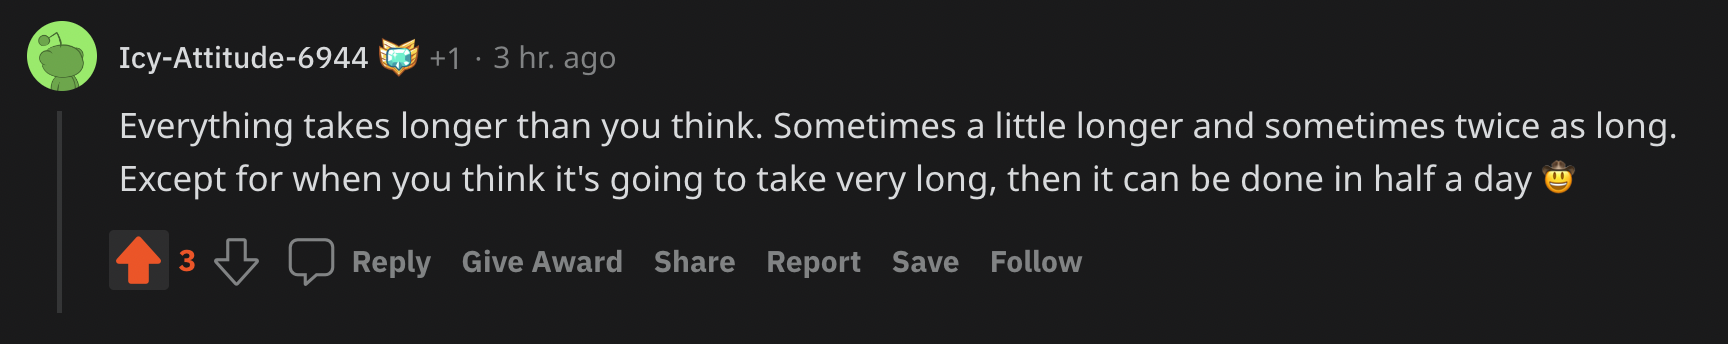 Icy-Attitude-6944 +1 · 3 hr. ago
Everything takes longer than you think. Sometimes a little longer and sometimes twice as long.
Except for when you think it's going to take very long, then it can be done in half a day 🤠
3 Reply Give Award Share Report Save Follow